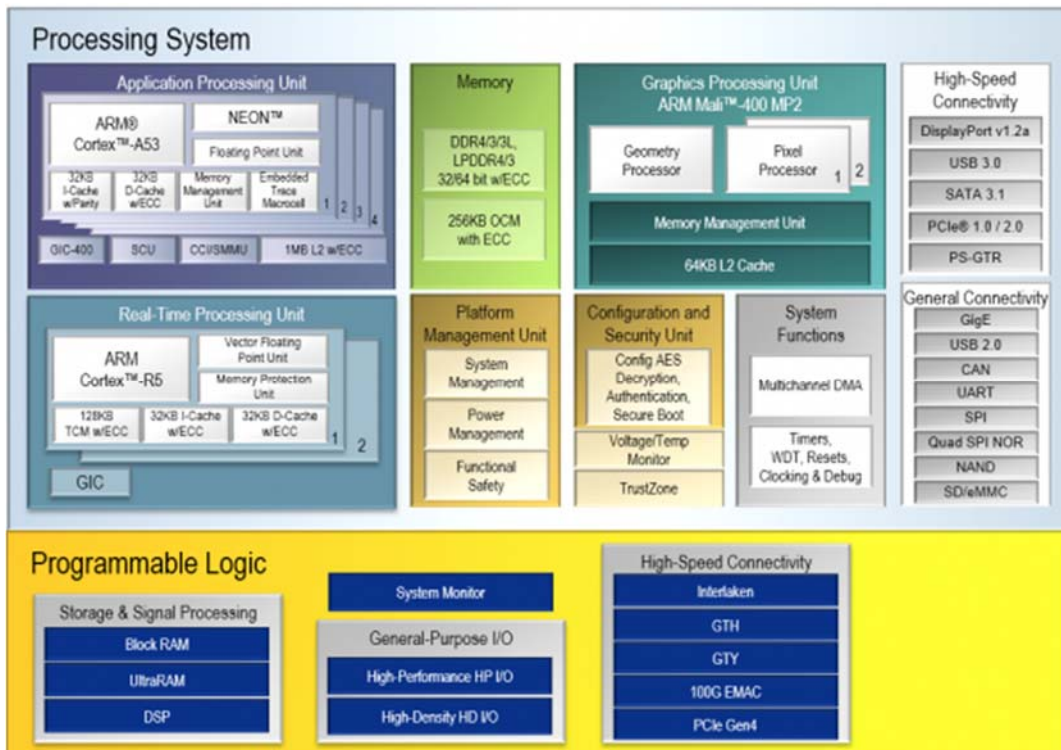 Processing System
Application Processing Unit
ARM®
Cortex™-A53
NEON™
Floating Point Unit
32KB
I-Cache
w/Parity
32KB
D-Cache
w/ECC
Memory
Management
Unit
Embedded
Trace
Macrocell
1
2
3
4
GIC-400
SCU
CCI/SMMU
1MB L2 w/ECC
Memory
DDR4/3/3L,
LPDDR4/3
32/64 bit w/ECC
256KB OCM
with ECC
Graphics Processing Unit
ARM Mali™-400 MP2
Geometry
Processor
Pixel
Processor
1
2
Memory Management Unit
64KB L2 Cache
High-Speed
Connectivity
DisplayPort v1.2a
USB 3.0
SATA 3.1
PCIe® 1.0 / 2.0
PS-GTR
Real-Time Processing Unit
ARM
Cortex™-R5
Vector Floating
Point Unit
Memory Protection
Unit
128KB
TCM w/ECC
32KB I-Cache
w/ECC
32KB D-Cache
w/ECC
1
2
GIC
Platform
Management Unit
System
Management
Power
Management
Functional
Safety
Configuration and
Security Unit
Config AES
Decryption,
Authentication,
Secure Boot
Voltage/Temp
Monitor
TrustZone
System
Functions
Multichannel DMA
Timers,
WDT, Resets,
Clocking & Debug
General Connectivity
GigE
USB 2.0
CAN
UART
SPI
Quad SPI NOR
NAND
SD/eMMC
Programmable Logic
Storage & Signal Processing
Block RAM
UltraRAM
DSP
System Monitor
General-Purpose I/O
High-Performance HP I/O
High-Density HD I/O
High-Speed Connectivity
Interlaken
GTH
GTY
100G EMAC
PCIe Gen4